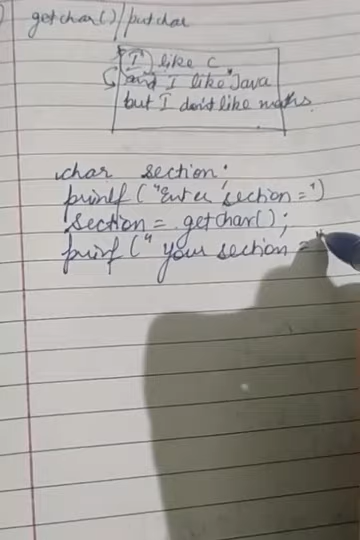 getchar() / putchar
I like C
and I like Java
but I don't like maths.
char section;
printf ("Enter section = ")
section = getchar();
prinf (" your section = "